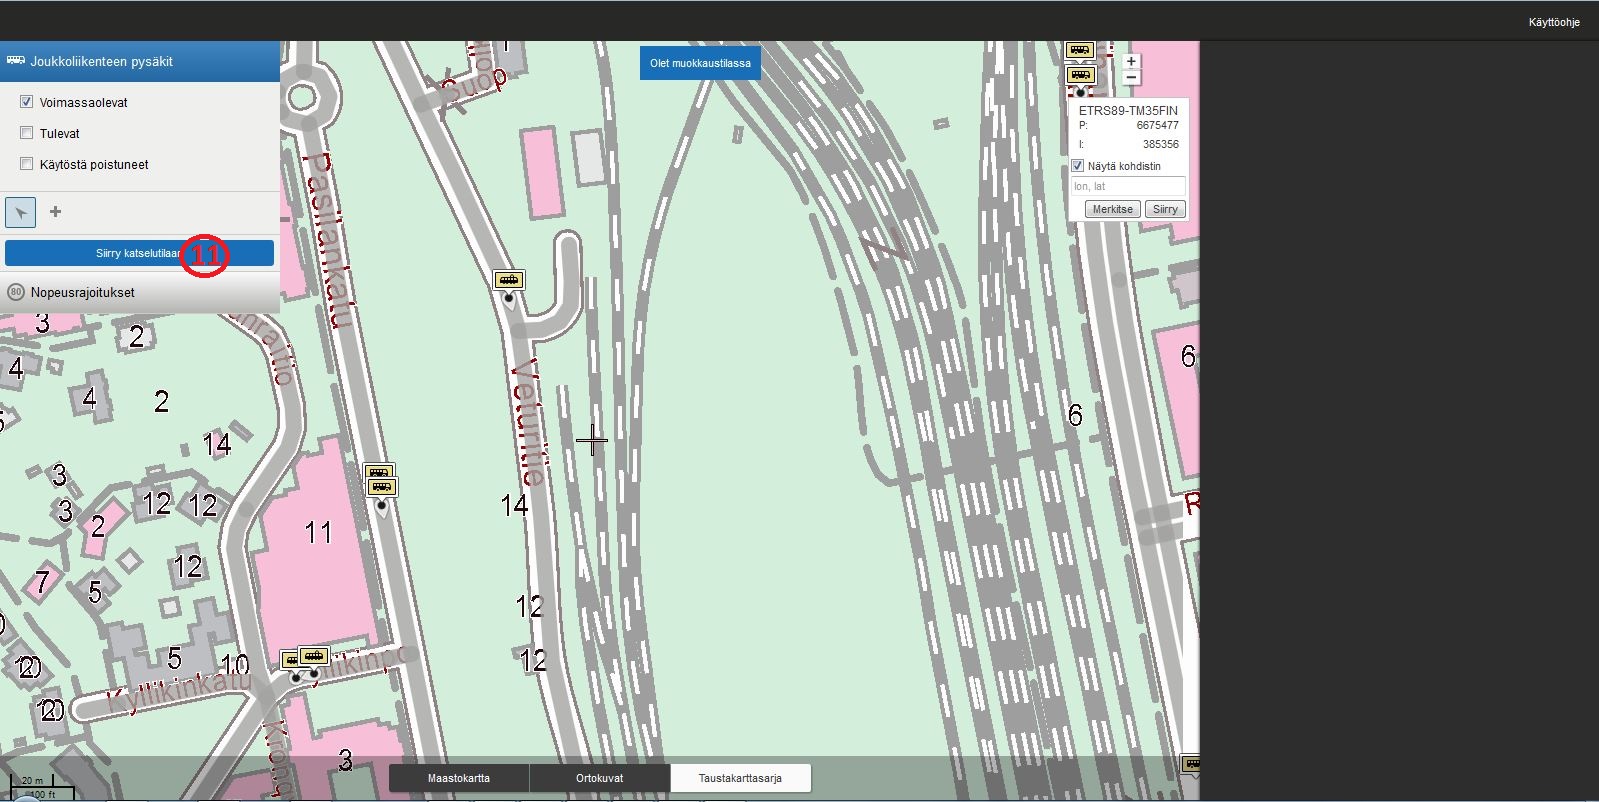 Käyttöohje
Joukkoliikenteen pysäkit
Voimassaolevat
Tulevat
Käytöstä poistuneet
Siirry katselutilaan
11
80
Nopeusrajoitukset
Olet muokkaustilassa
+
−
ETRS89-TM35FIN
P: 6675477
I: 385356
Näytä kohdistin
lon, lat
Merkitse
Siirry
Pasilankatu
Veturitie
Kyllikinkatu
3
2
4
4
2
14
3
3
12
12
2
12
7
5
11
14
12
12
5
10
20
20
3
6
6
R
20 m
100 ft
Maastokartta
Ortokuvat
Taustakarttasarja